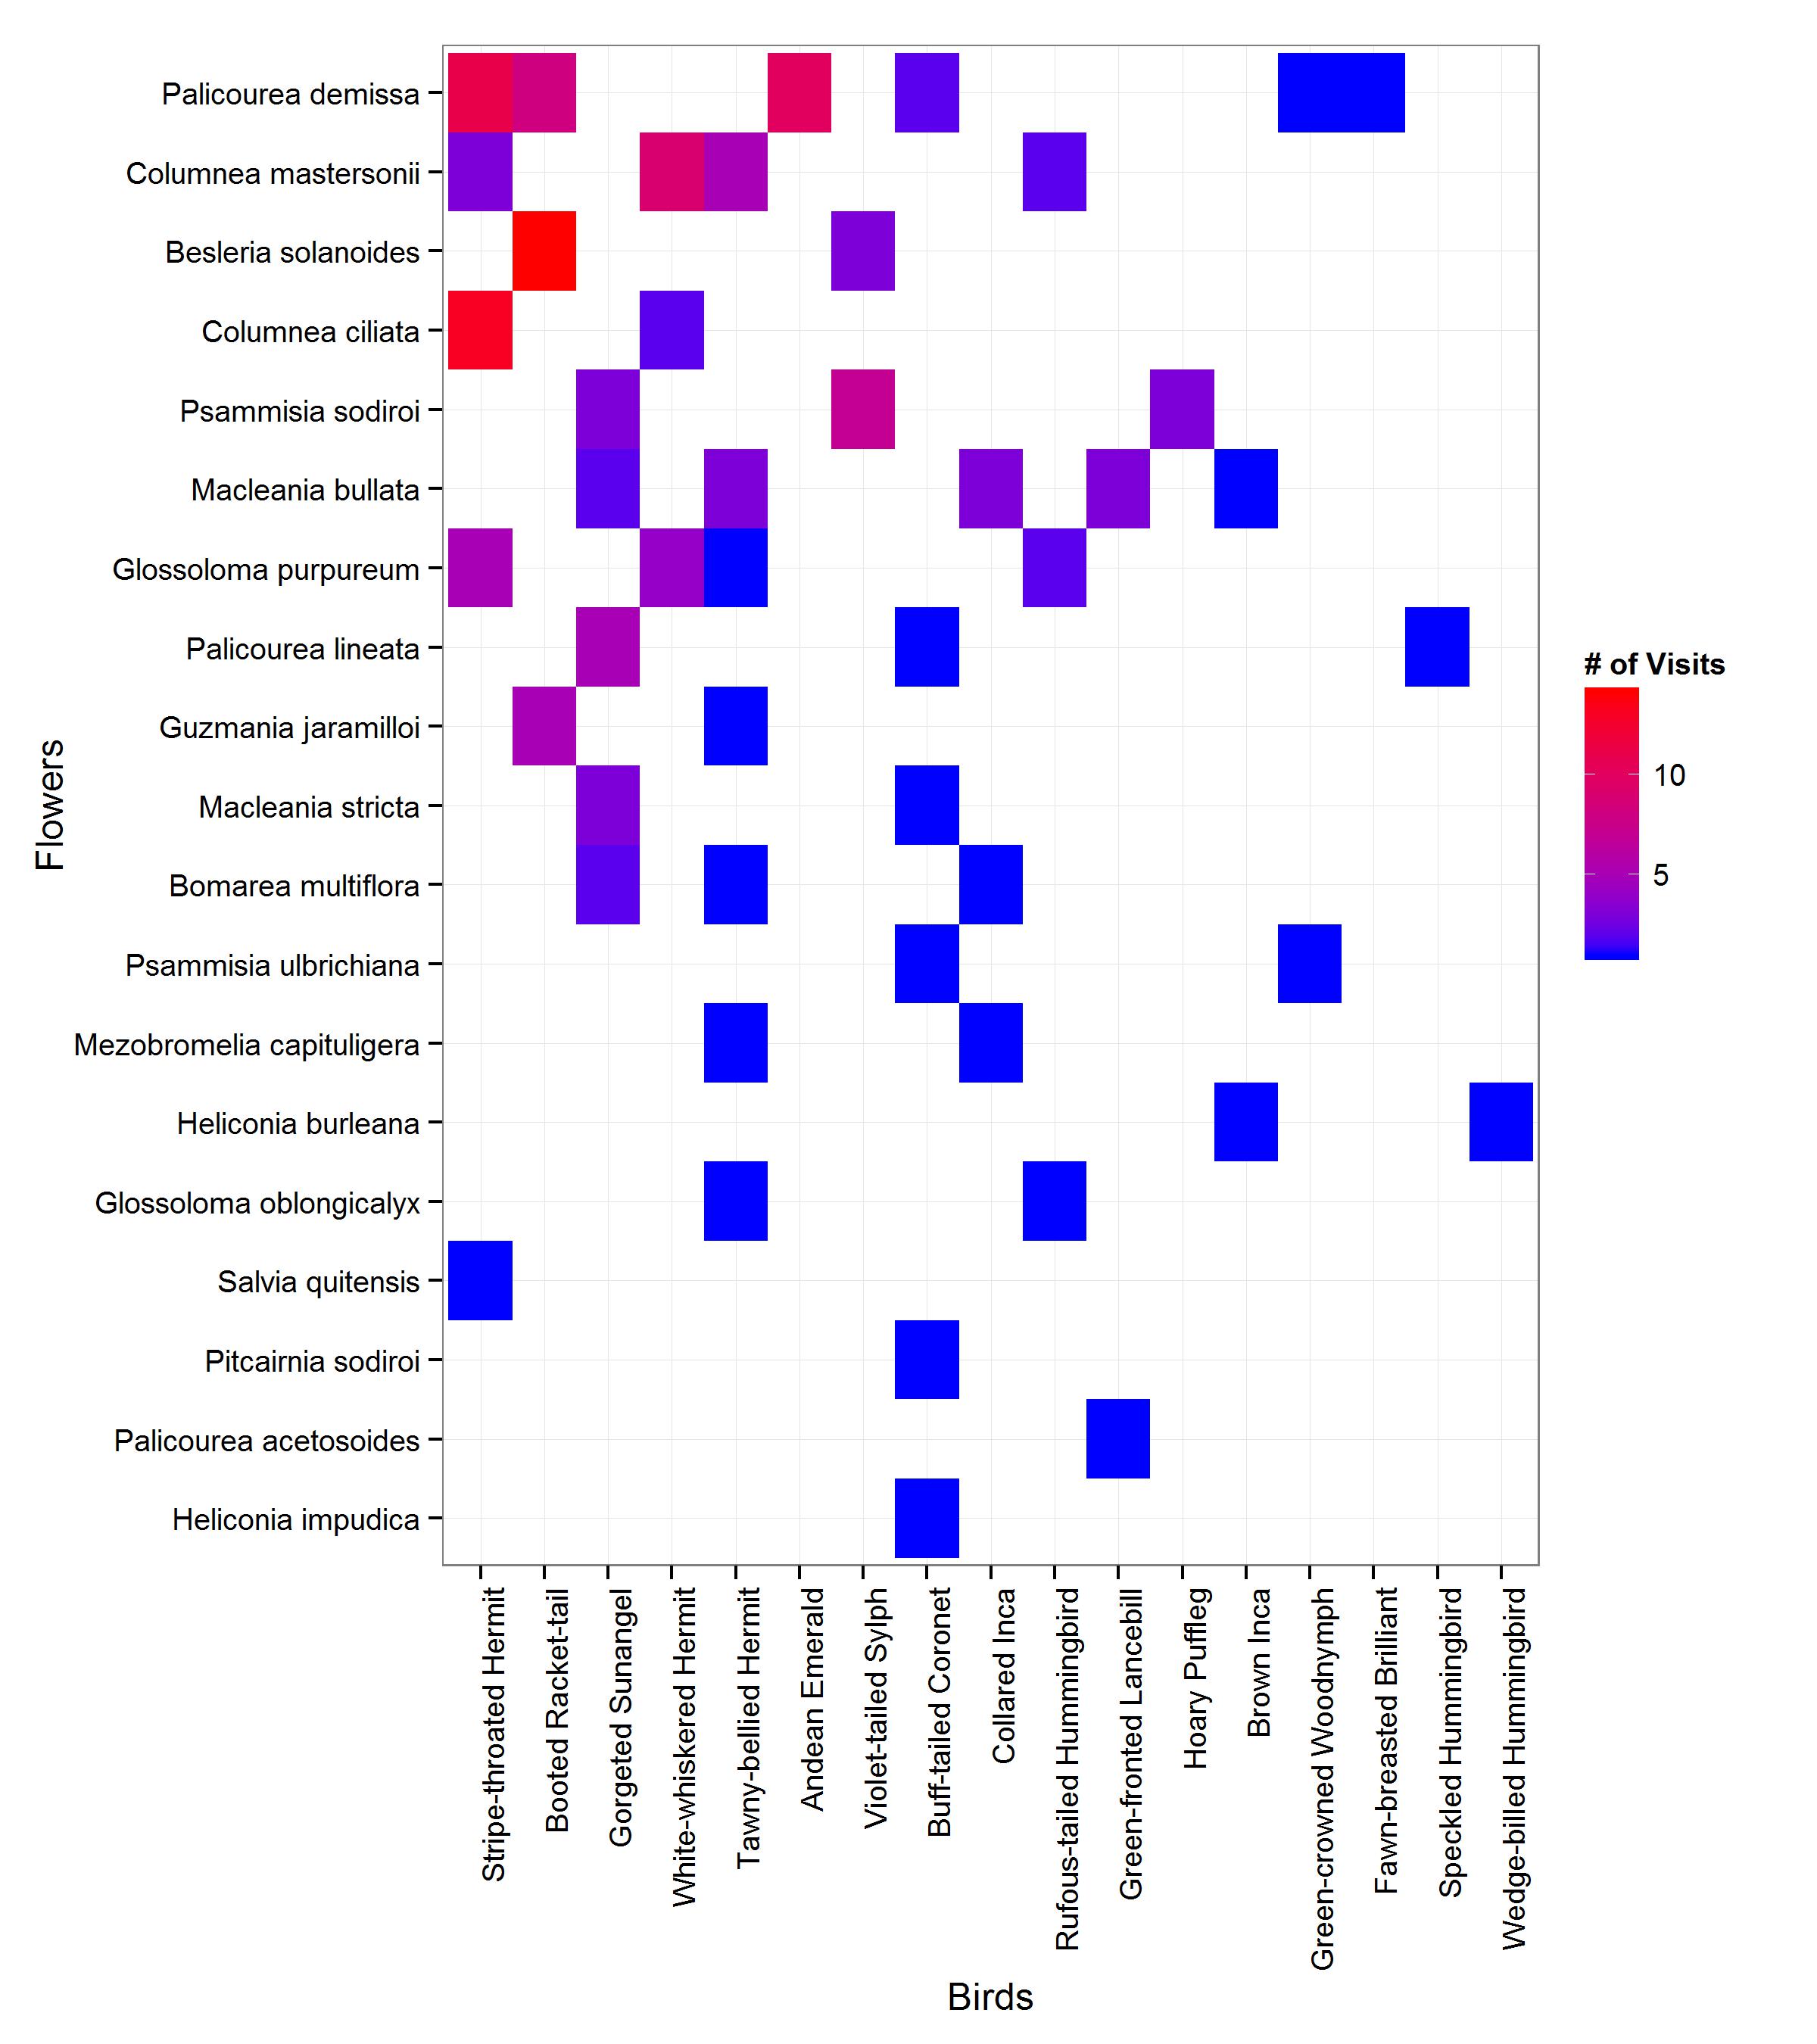 Flowers
Palicourea demissa
Columnea mastersonii
Besleria solanoides
Columnea ciliata
Psammisia sodiroi
Macleania bullata
Glossoloma purpureum
Palicourea lineata
Guzmania jaramilloi
Macleania stricta
Bomarea multiflora
Psammisia ulbrichiana
Mezobromelia capituligera
Heliconia burleana
Glossoloma oblongicalyx
Salvia quitensis
Pitcairnia sodiroi
Palicourea acetosoides
Heliconia impudica
Stripe-throated Hermit
Booted Racket-tail
Gorgeted Sunangel
White-whiskered Hermit
Tawny-bellied Hermit
Andean Emerald
Violet-tailed Sylph
Buff-tailed Coronet
Collared Inca
Rufous-tailed Hummingbird
Green-fronted Lancebill
Hoary Puffleg
Brown Inca
Green-crowned Woodnymph
Fawn-breasted Brilliant
Speckled Hummingbird
Wedge-billed Hummingbird
Birds
# of Visits
10
5